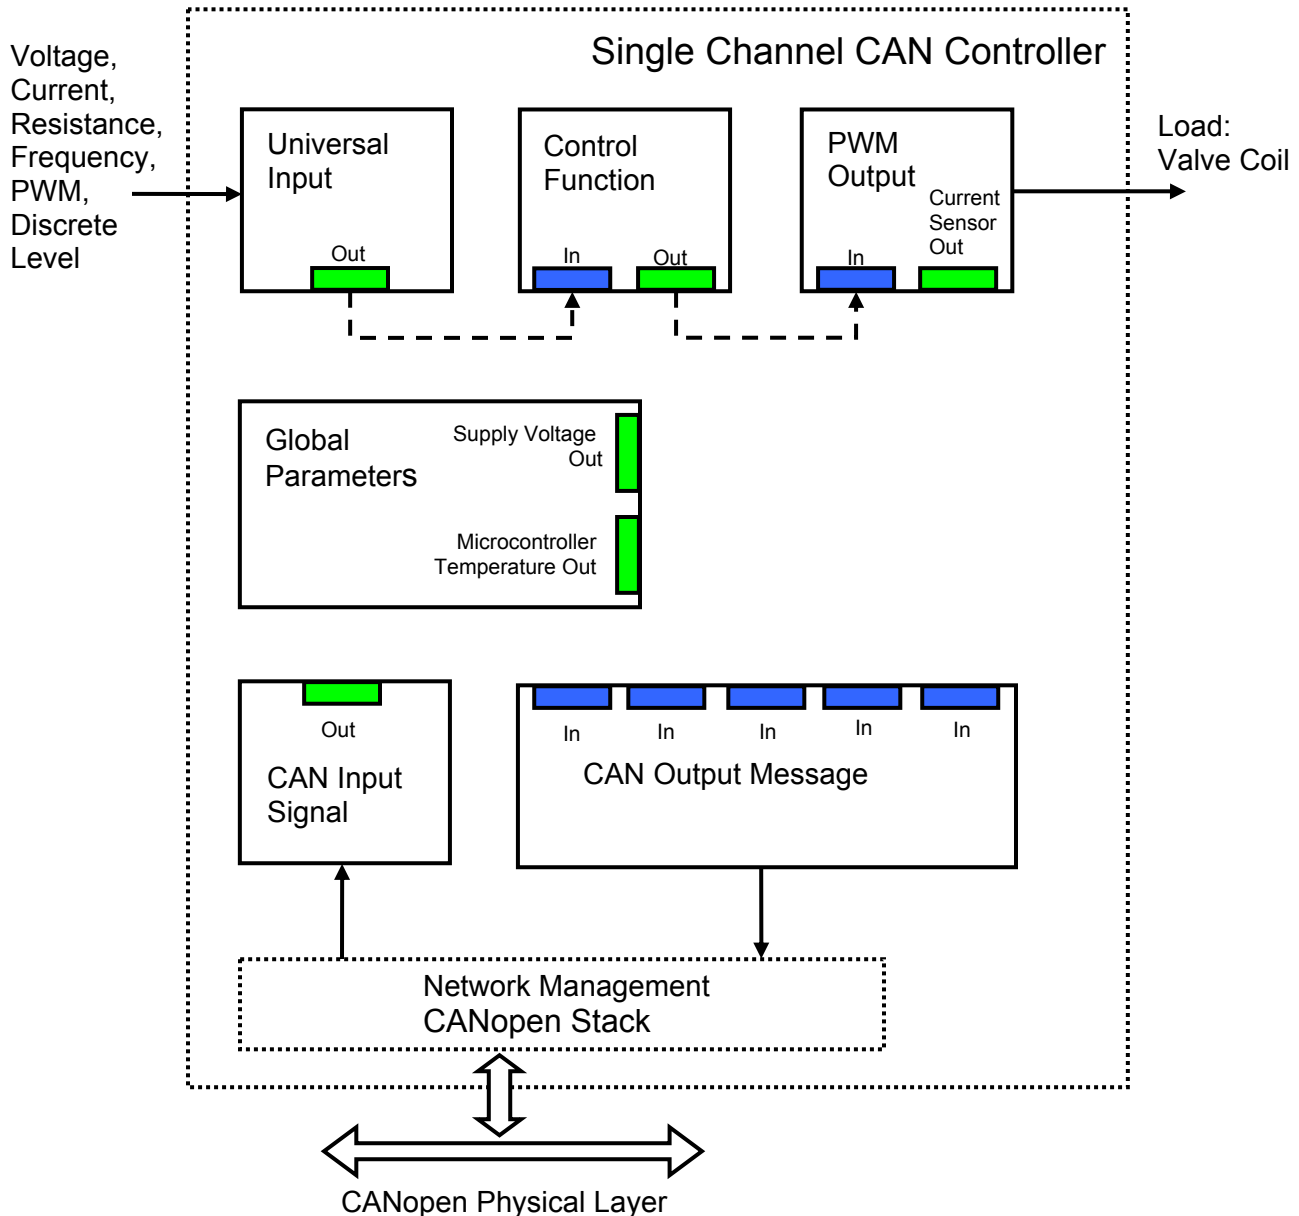 Single Channel CAN Controller
Voltage,
Current,
Resistance,
Frequency,
PWM,
Discrete
Level
Universal
Input
Out
Control
Function
In
Out
PWM
Output
Current
Sensor
Out
In
Load:
Valve Coil
Global
Parameters
Supply Voltage
Out
Microcontroller
Temperature Out
Out
CAN Input
Signal
In
In
In
In
In
CAN Output Message
Network Management
CANopen Stack
CANopen Physical Layer